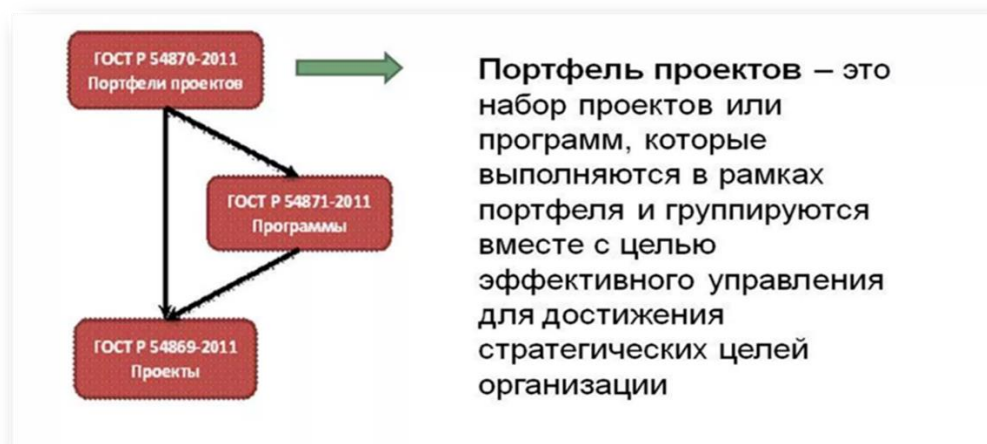 ГОСТ Р 54870-2011
Портфели проектов
Портфель проектов – это
набор проектов или
программ, которые
выполняются в рамках
портфеля и группируются
вместе с целью
эффективного управления
для достижения
стратегических целей
организации
ГОСТ Р 54871-2011
Программы
ГОСТ Р 54869-2011
Проекты